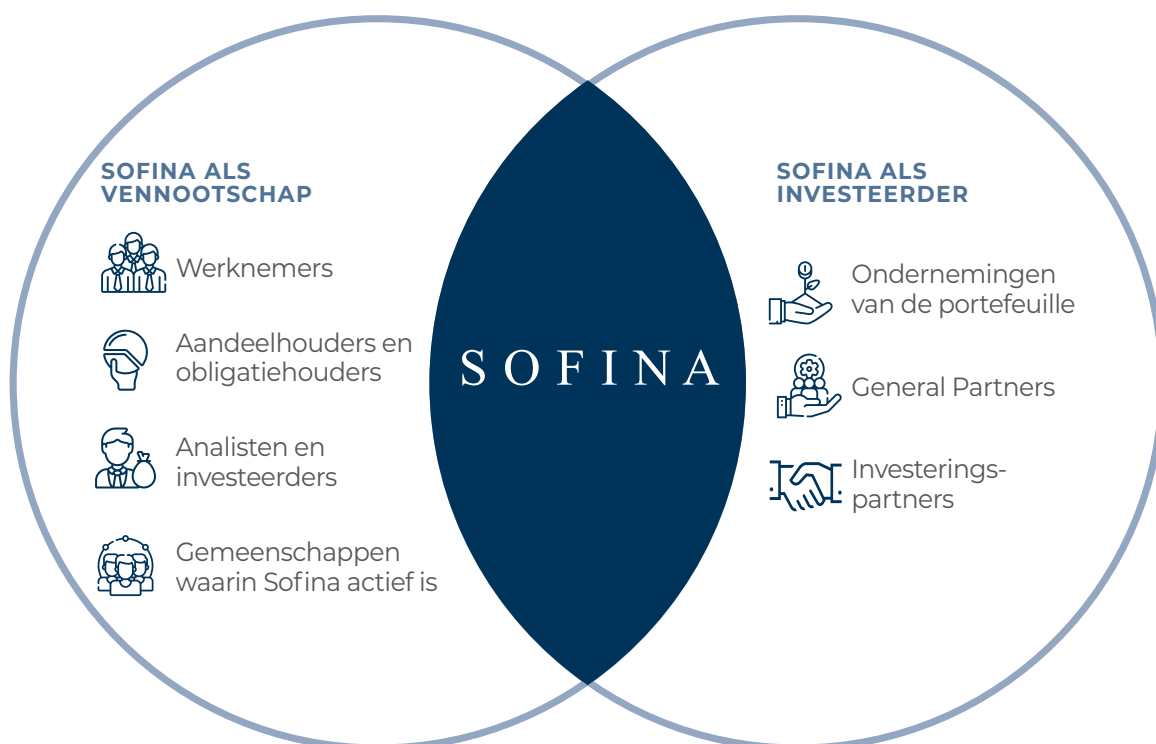 SOFINA ALS
VENNOOTSCHAP
Werknemers
Aandeelhouders en
obligatiehouders
Analisten en
investeerders
Gemeenschappen
waarin Sofina actief is
SOFINA
SOFINA ALS
INVESTEERDER
Ondernemingen
van de portefeuille
General Partners
Investerings-
partners